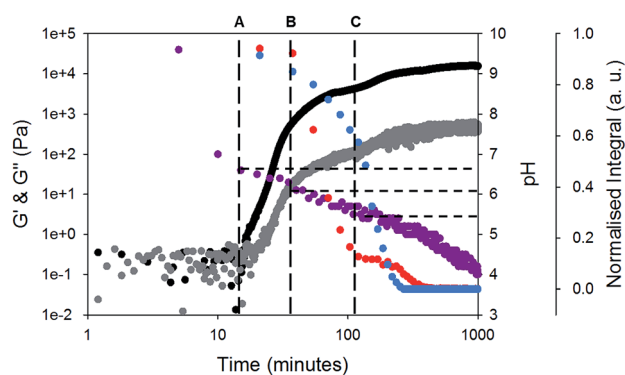 A B C
1e+5 10 1.0
1e+4 9 0.8
1e+3 8
1e+2 7 0.6
1e+1 6 0.4
1e+0 5 0.2
1e-1 4 0.0
1e-2 3
G' & G" (Pa)
pH
Normalised Integral (a. u.)
1 10 100 1000
Time (minutes)